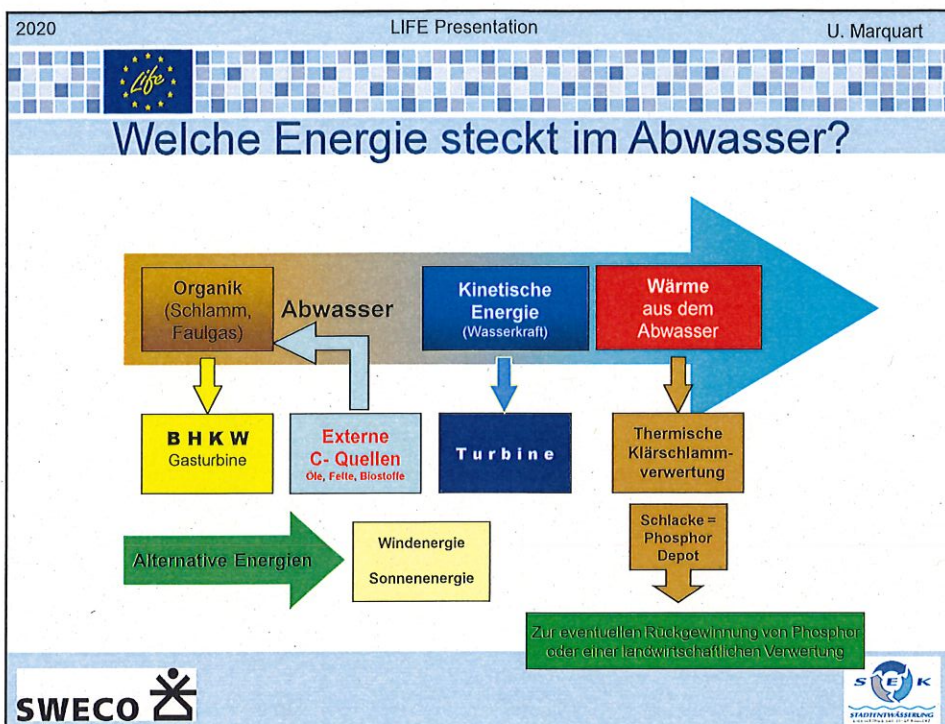 2020
LIFE Presentation
U. Marquart
Life
Welche Energie steckt im Abwasser?
Organik
(Schlamm,
Faulgas)
Abwasser
Kinetische
Energie
(Wasserkraft)
Wärme
aus dem
Abwasser
B H K W
Gasturbine
Externe
C- Quellen
Öle, Fette, Biostoffe
T u r b i n e
Thermische
Klärschlamm-
verwertung
Schlacke =
Phosphor
Depot
Alternative Energien
Windenergie
Sonnenenergie
Zur eventuellen Rückgewinnung von Phosphor
oder einer landwirtschaftlichen Verwertung
SWECO
S E K
STADTENTWÄSSERUNG